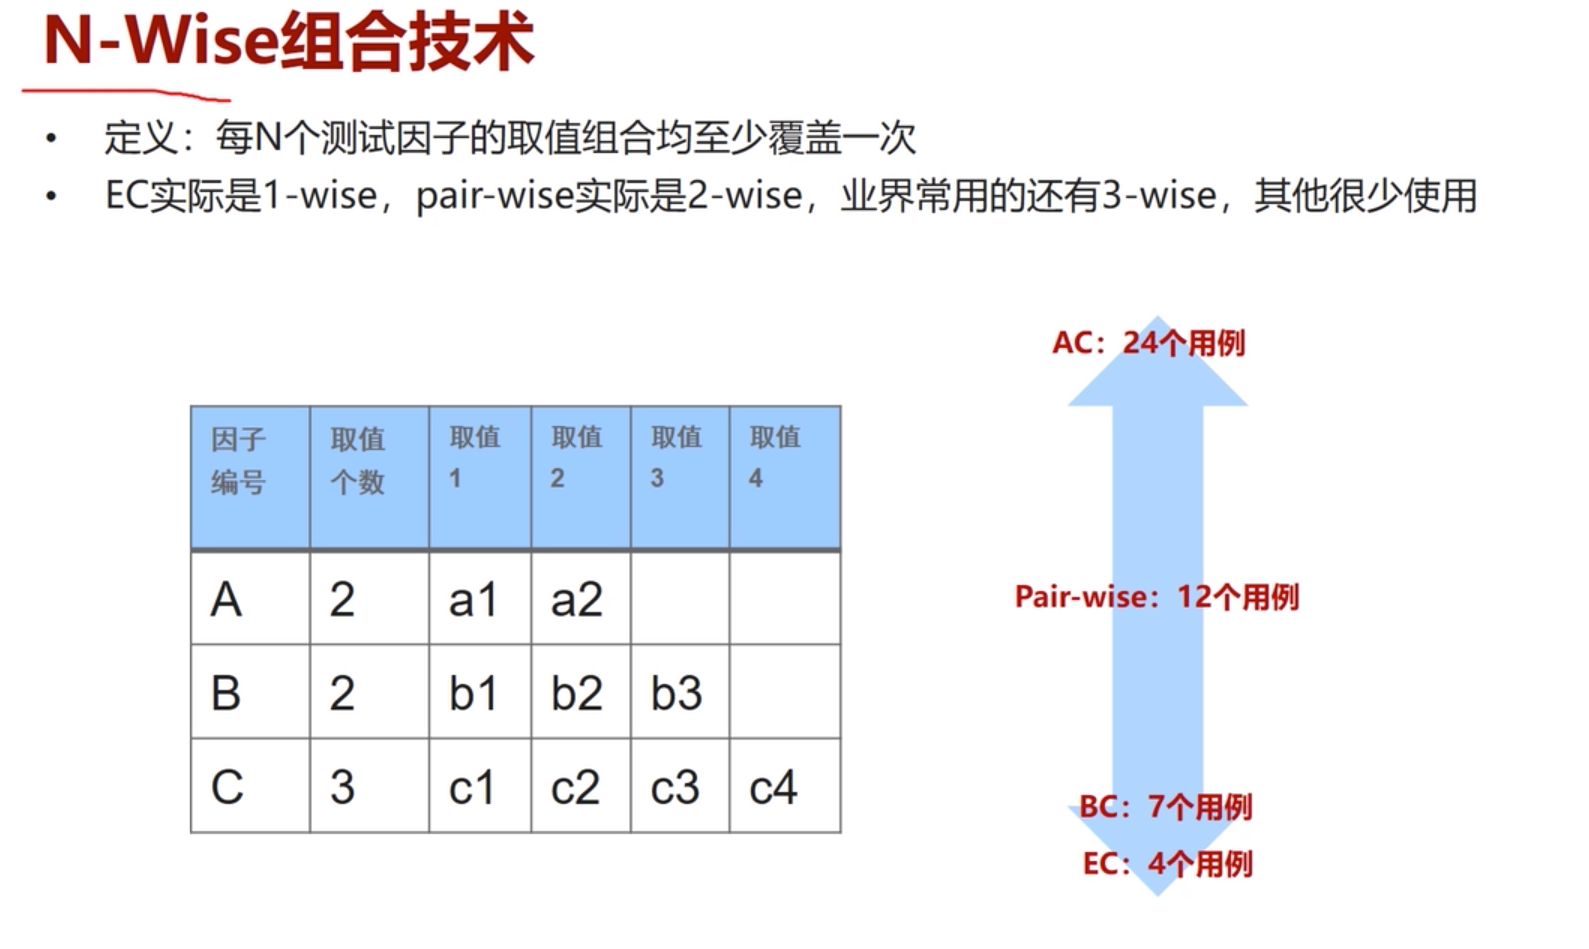 N-Wise组合技术
• 定义：每N个测试因子的取值组合均至少覆盖一次
• EC实际是1-wise，pair-wise实际是2-wise，业界常用的还有3-wise，其他很少使用
AC：24个用例
因子编号 取值个数 取值1 取值2 取值3 取值4
A 2 a1 a2
Pair-wise：12个用例
B 2 b1 b2 b3
C 3 c1 c2 c3 c4
BC：7个用例
EC：4个用例